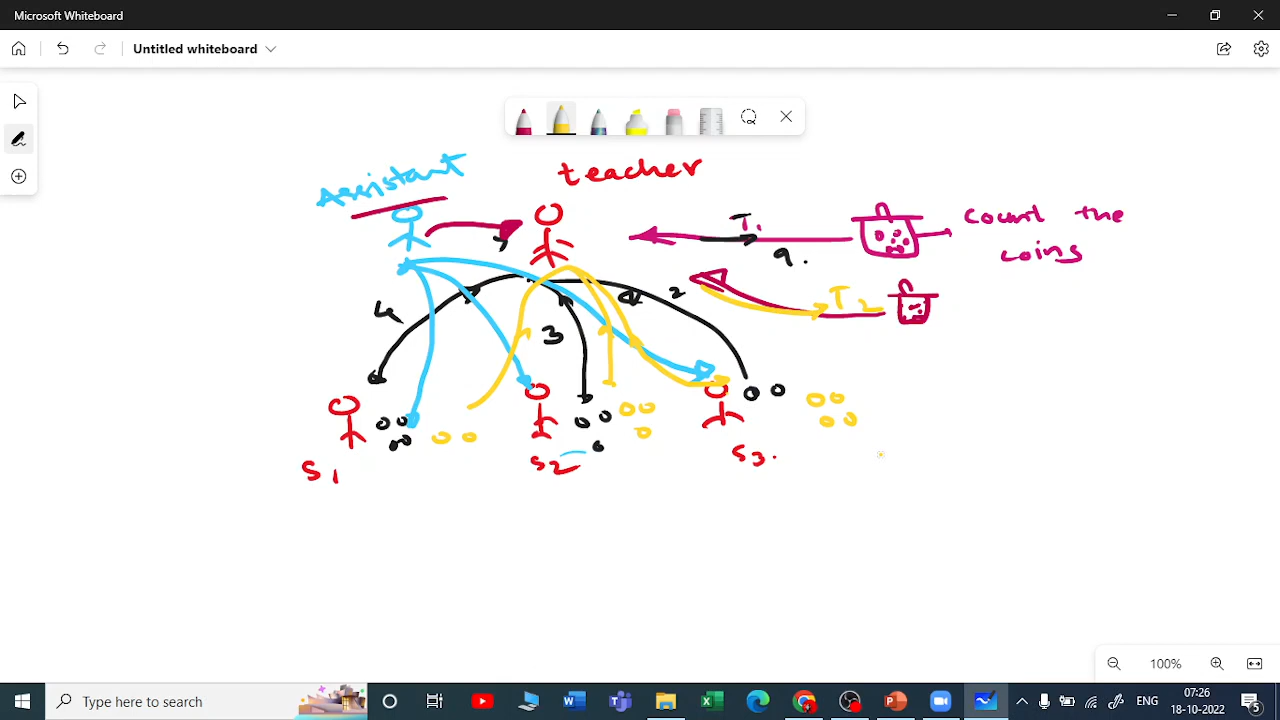 Microsoft Whiteboard
Untitled whiteboard
Assistant
teacher
T1
9.
count the
coins
T2
4
3
2
S1
S2
S3.
100%
Type here to search
ENG
07:26
18-10-2022
5